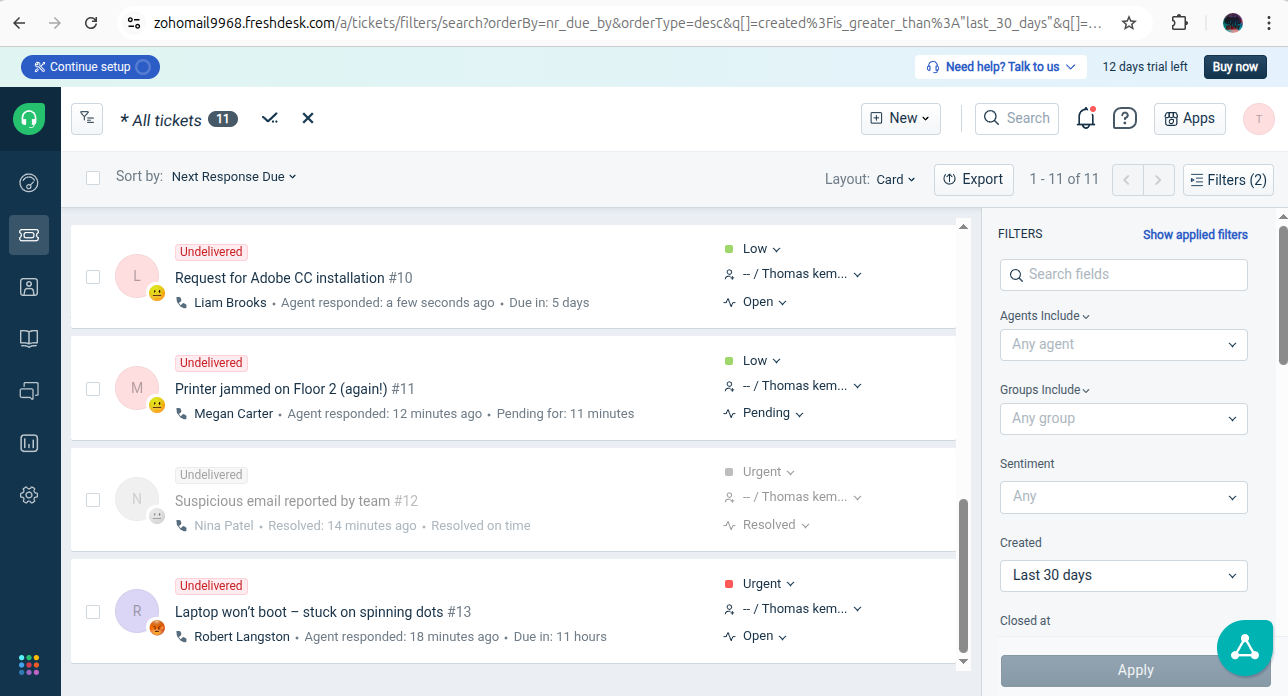 zohomail9968.freshdesk.com/a/tickets/filters/search?orderBy=nr_due_by&orderType=desc&q[]=created%3Fis_greater_than%3A"last_30_days"&q[]=...
Continue setup
Need help? Talk to us
12 days trial left
Buy now
* All tickets 11
New
Search
Apps
T
Sort by: Next Response Due
Layout: Card
Export
1 - 11 of 11
Filters (2)
L
Undelivered
Request for Adobe CC installation #10
Liam Brooks • Agent responded: a few seconds ago • Due in: 5 days
Low
-- / Thomas kem...
Open
M
Undelivered
Printer jammed on Floor 2 (again!) #11
Megan Carter • Agent responded: 12 minutes ago • Pending for: 11 minutes
Low
-- / Thomas kem...
Pending
N
Undelivered
Suspicious email reported by team #12
Nina Patel • Resolved: 14 minutes ago • Resolved on time
Urgent
-- / Thomas kem...
Resolved
R
Undelivered
Laptop won't boot – stuck on spinning dots #13
Robert Langston • Agent responded: 18 minutes ago • Due in: 11 hours
Urgent
-- / Thomas kem...
Open
FILTERS
Show applied filters
Search fields
Agents Include
Any agent
Groups Include
Any group
Sentiment
Any
Created
Last 30 days
Closed at
Apply